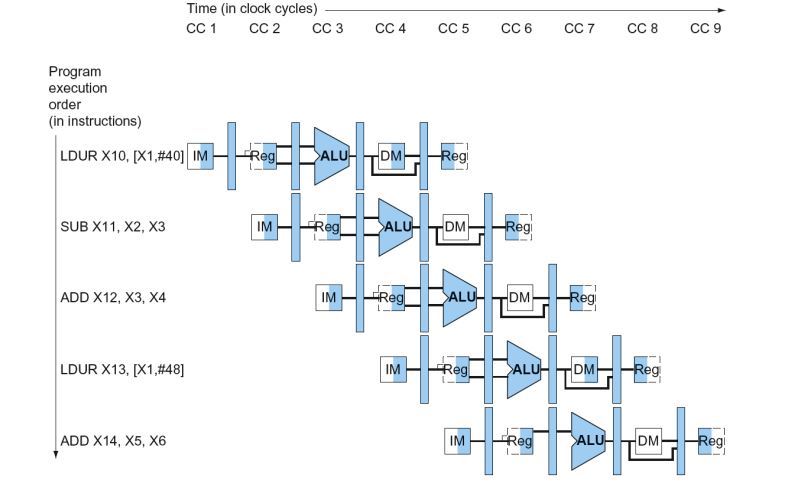 Time (in clock cycles)
CC 1 CC 2 CC 3 CC 4 CC 5 CC 6 CC 7 CC 8 CC 9
Program
execution
order
(in instructions)
LDUR X10, [X1,#40] IM Reg ALU DM Reg
SUB X11, X2, X3 IM Reg ALU DM Reg
ADD X12, X3, X4 IM Reg ALU DM Reg
LDUR X13, [X1,#48] IM Reg ALU DM Reg
ADD X14, X5, X6 IM Reg ALU DM Reg